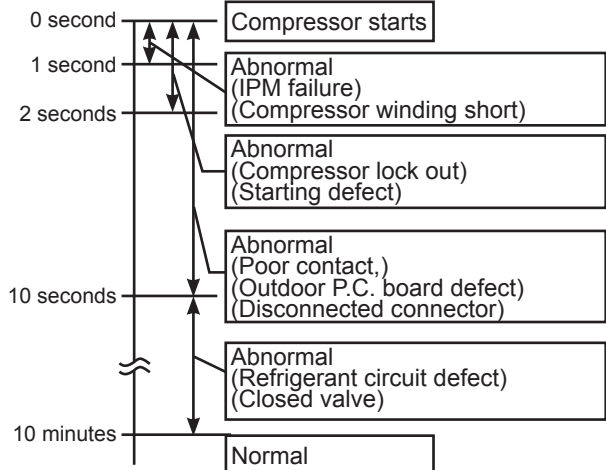 0 second
Compressor starts
1 second
Abnormal
(IPM failure)
(Compressor winding short)
2 seconds
Abnormal
(Compressor lock out)
(Starting defect)
Abnormal
(Poor contact,)
(Outdoor P.C. board defect)
(Disconnected connector)
10 seconds
Abnormal
(Refrigerant circuit defect)
(Closed valve)
10 minutes
Normal